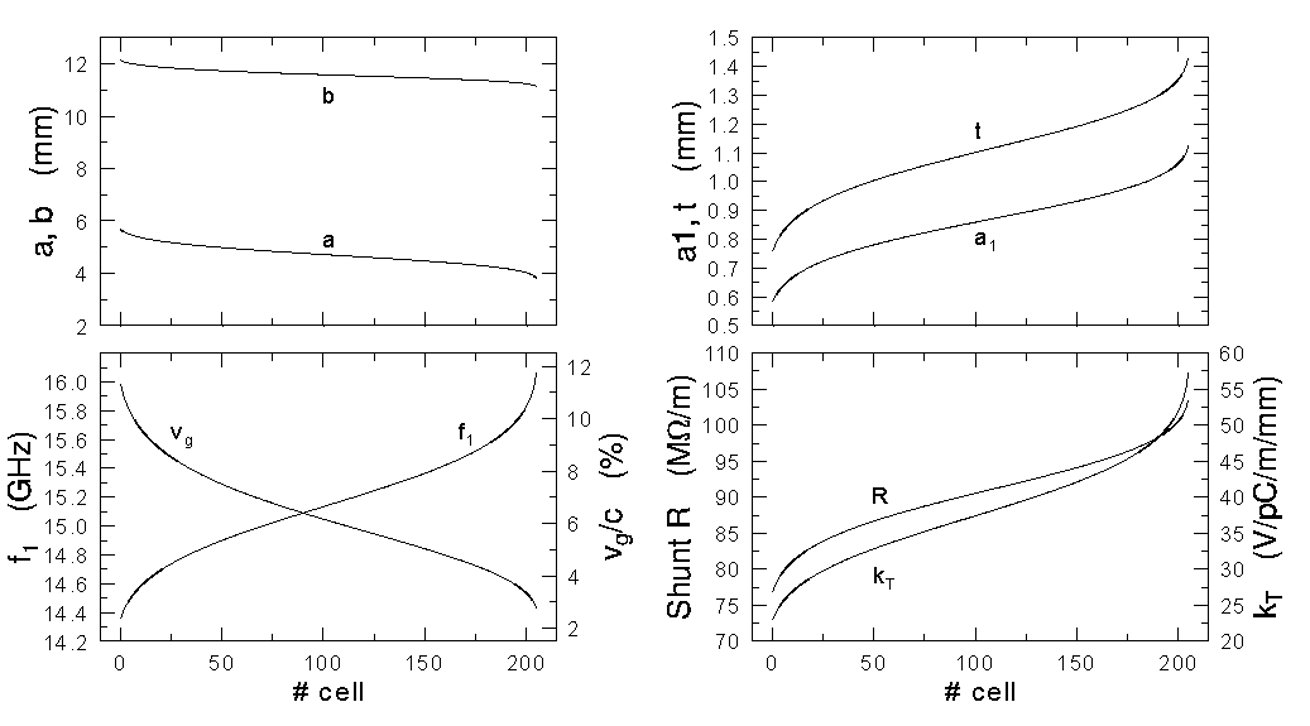 12
10
8
6
4
2
a, b (mm)
b
a
1.5
1.4
1.3
1.2
1.1
1.0
0.9
0.8
0.7
0.6
0.5
a1, t (mm)
t
a₁
16.0
15.8
15.6
15.4
15.2
15.0
14.8
14.6
14.4
14.2
f₁ (GHz)
v_g
f₁
12
10
8
6
4
2
v_g/c (%)
0 50 100 150 200
# cell
110
105
100
95
90
85
80
75
70
Shunt R (MΩ/m)
R
k_T
60
55
50
45
40
35
30
25
20
k_T (V/pC/m/mm)
0 50 100 150 200
# cell